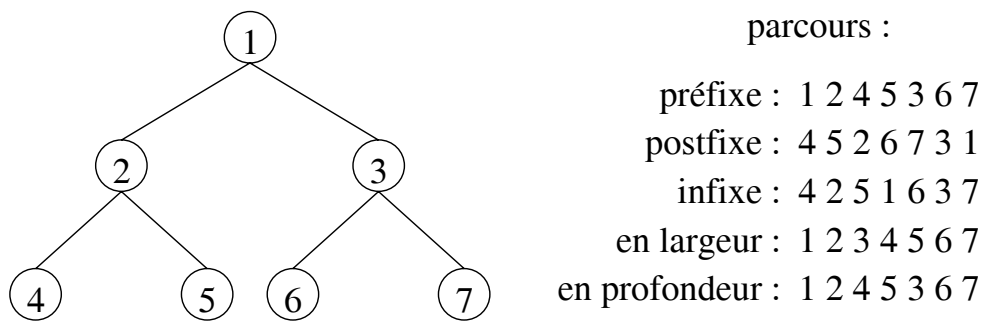 1
2 3
4 5 6 7
parcours :
préfixe : 1 2 4 5 3 6 7
postfixe : 4 5 2 6 7 3 1
infixe : 4 2 5 1 6 3 7
en largeur : 1 2 3 4 5 6 7
en profondeur : 1 2 4 5 3 6 7